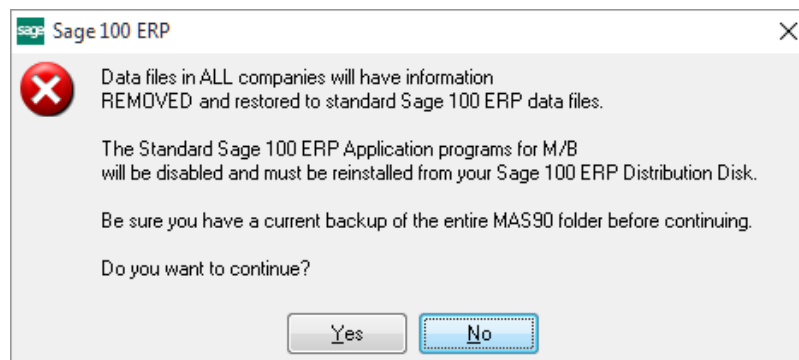 sage Sage 100 ERP
Data files in ALL companies will have information
REMOVED and restored to standard Sage 100 ERP data files.
The Standard Sage 100 ERP Application programs for M/B
will be disabled and must be reinstalled from your Sage 100 ERP Distribution Disk.
Be sure you have a current backup of the entire MAS90 folder before continuing.
Do you want to continue?
Yes No